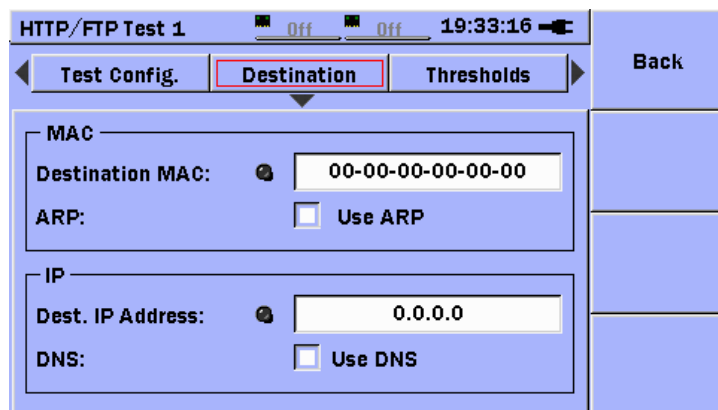 HTTP/FTP Test 1 Off Off 19:33:16
Back
Test Config. Destination Thresholds
MAC
Destination MAC: 00-00-00-00-00-00
ARP: Use ARP
IP
Dest. IP Address: 0.0.0.0
DNS: Use DNS